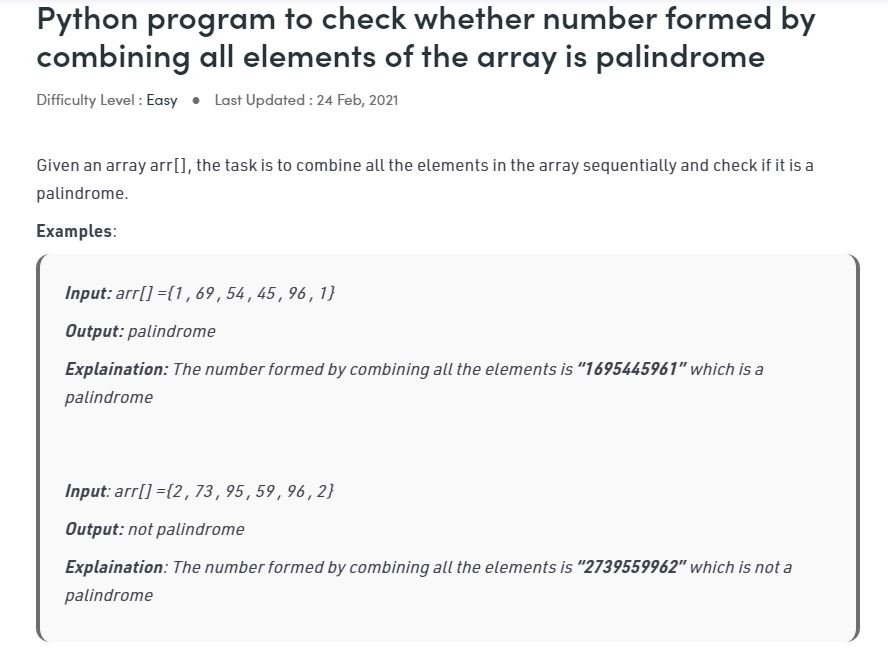 Python program to check whether number formed by
combining all elements of the array is palindrome
Difficulty Level : Easy ● Last Updated : 24 Feb, 2021
Given an array arr[], the task is to combine all the elements in the array sequentially and check if it is a
palindrome.
Examples:
Input: arr[] ={1 , 69 , 54 , 45 , 96 , 1}
Output: palindrome
Explaination: The number formed by combining all the elements is “1695445961” which is a
palindrome
Input: arr[] ={2 , 73 , 95 , 59 , 96 , 2}
Output: not palindrome
Explaination: The number formed by combining all the elements is “2739559962” which is not a
palindrome